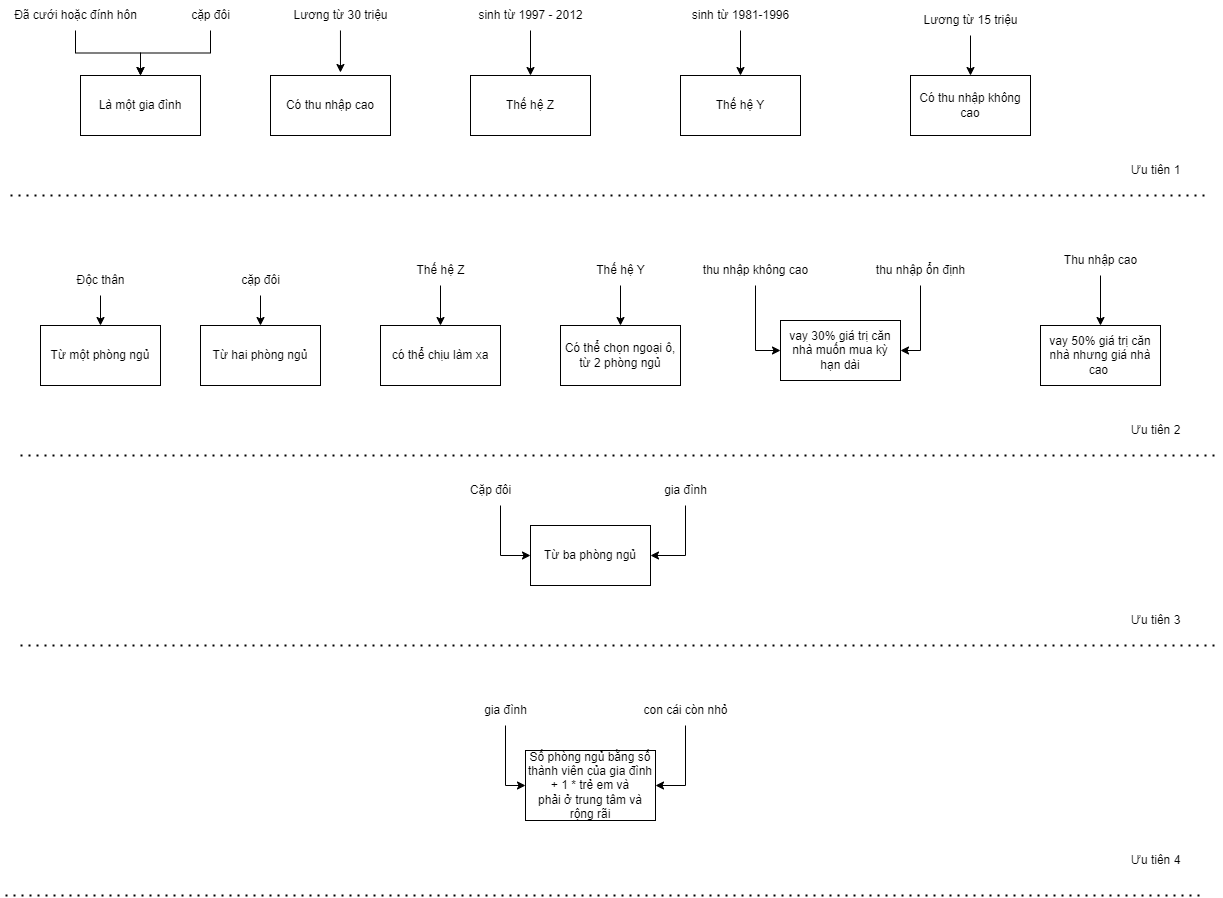 Đã cưới hoặc đính hôn
cặp đôi
Lương từ 30 triệu
sinh từ 1997 - 2012
sinh từ 1981-1996
Lương từ 15 triệu
Là một gia đình
Có thu nhập cao
Thế hệ Z
Thế hệ Y
Có thu nhập không
cao
Ưu tiên 1
Độc thân
cặp đôi
Thế hệ Z
Thế hệ Y
thu nhập không cao
thu nhập ổn định
Thu nhập cao
Từ một phòng ngủ
Từ hai phòng ngủ
có thể chịu làm xa
Có thể chọn ngoại ô,
từ 2 phòng ngủ
vay 30% giá trị căn
nhà muốn mua kỳ
hạn dài
vay 50% giá trị căn
nhà nhưng giá nhà
cao
Ưu tiên 2
Cặp đôi
gia đình
Từ ba phòng ngủ
Ưu tiên 3
gia đình
con cái còn nhỏ
Số phòng ngủ bằng số
thành viên của gia đình
+ 1 * trẻ em và
phải ở trung tâm và
rộng rãi
Ưu tiên 4